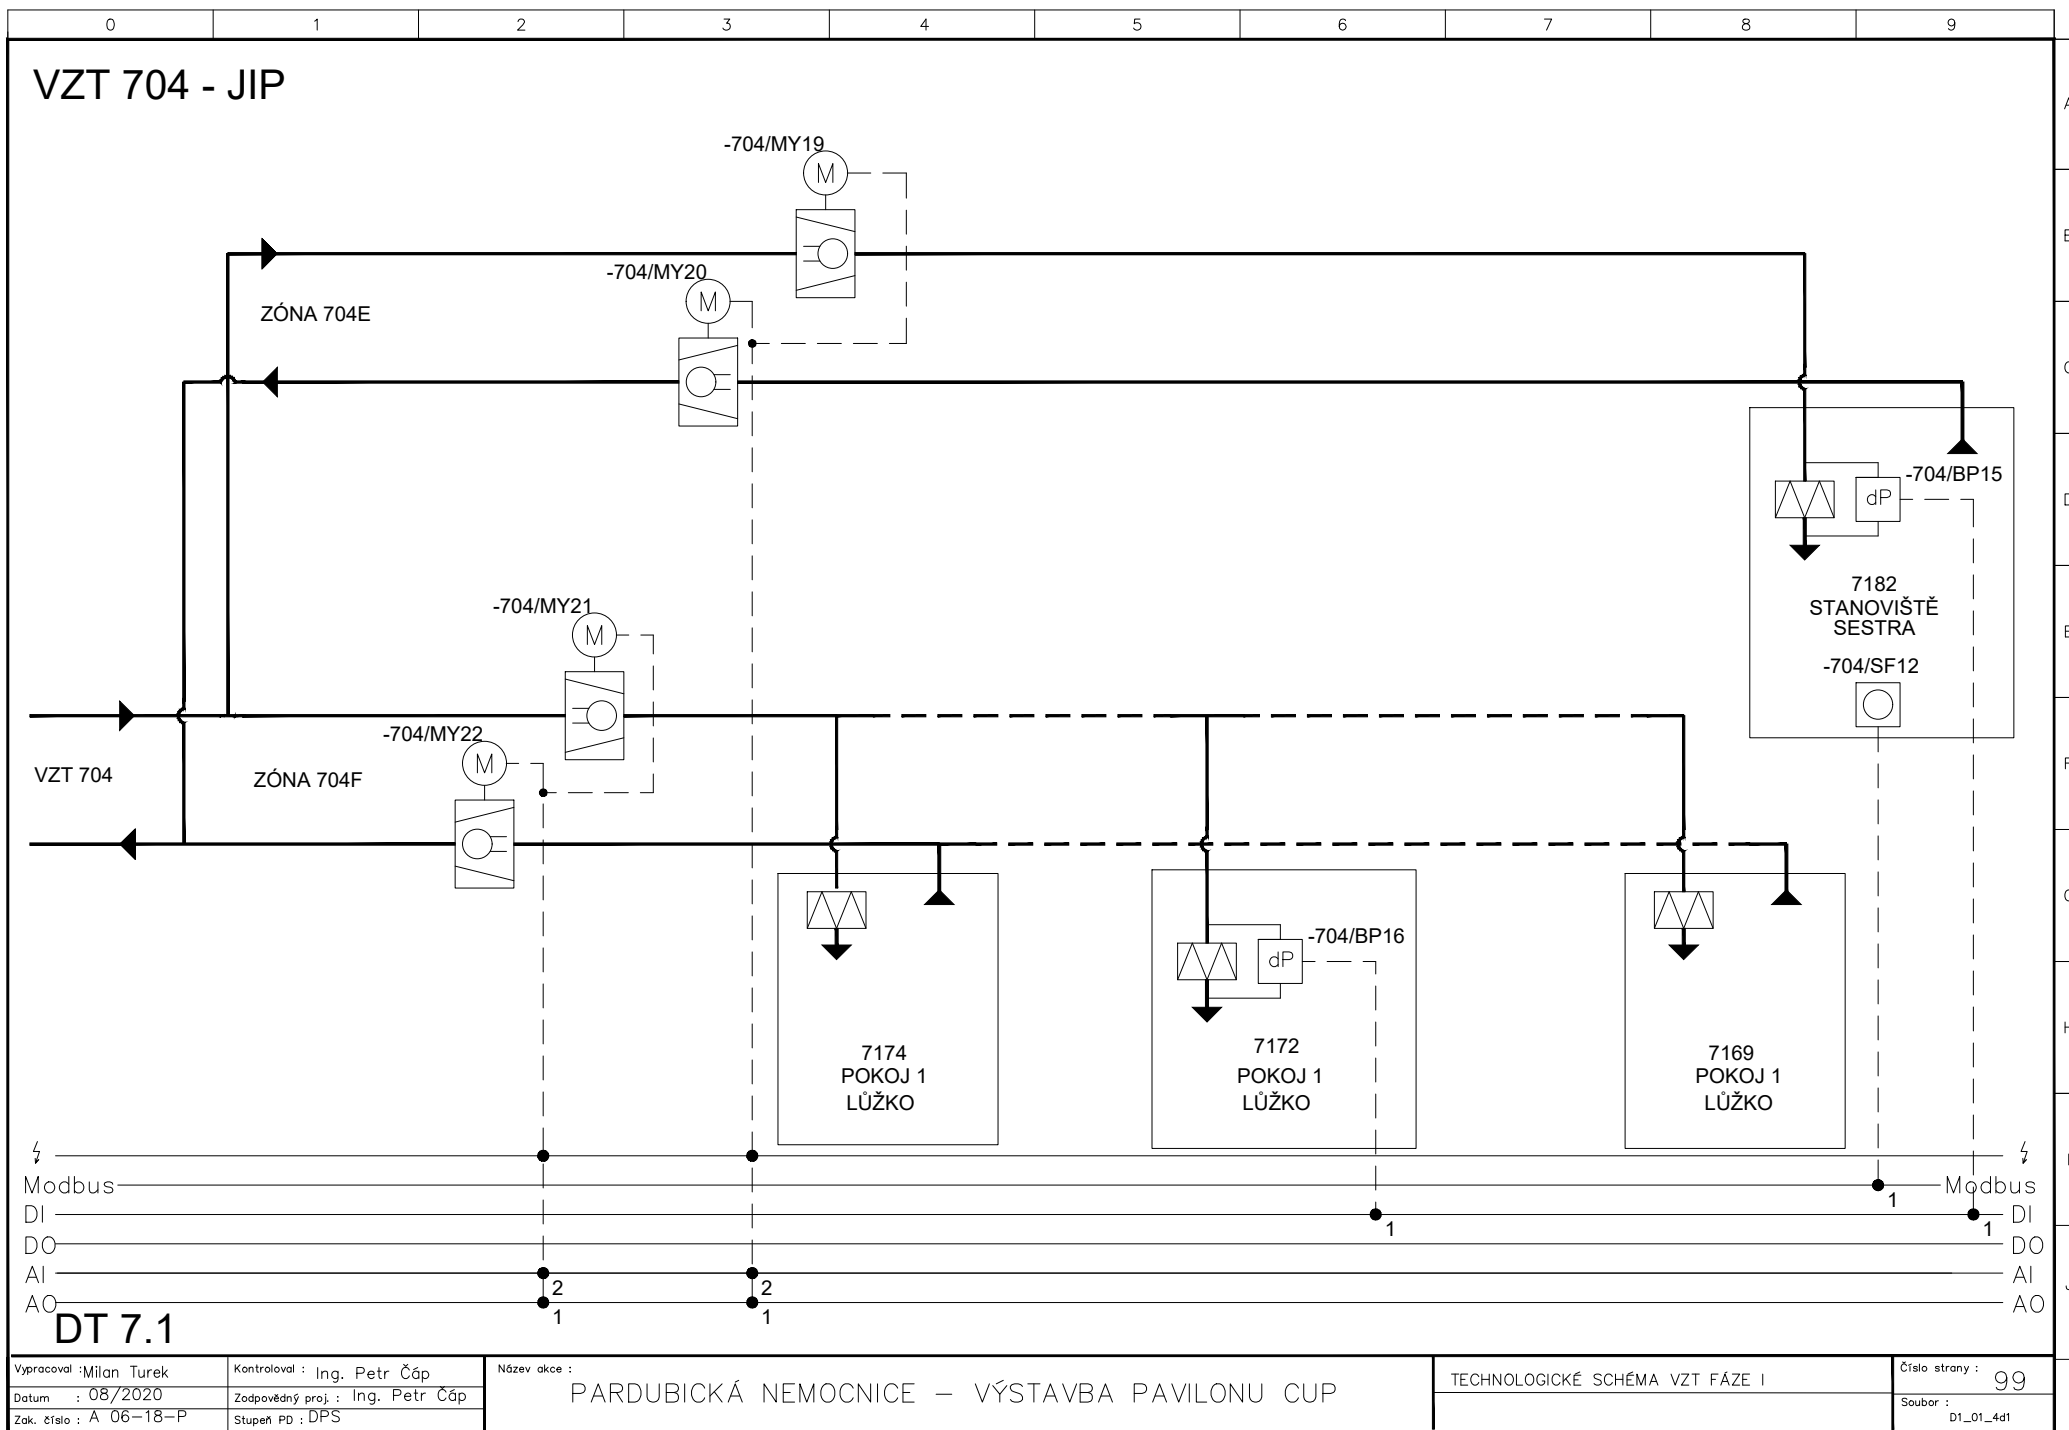 0 1 2 3 4 5 6 7 8 9
VZT 704 - JIP
A
-704/MY19
M
B
-704/MY20
ZÓNA 704E
M
-704/BP15
dP
D
7182
STANOVIŠTĚ
SESTRA
-704/MY21
M
E
-704/SF12
-704/MY22
M
VZT 704
ZÓNA 704F
F
-704/BP16
dP
7174
POKOJ 1
LŮŽKO
7172
POKOJ 1
LŮŽKO
7169
POKOJ 1
LŮŽKO
H
Modbus 1 Modbus
DI 1 1 DI
DO DO
AI 2 2 AI
AO 1 1 AO
J
DT 7.1
Vypracoval : Milan Turek
Datum : 08/2020
Zak. číslo : A 06-18-P
Kontroloval : Ing. Petr Čáp
Zodpovědný proj. : Ing. Petr Čáp
Stupeň PD : DPS
Název akce :
PARDUBICKÁ NEMOCNICE – VÝSTAVBA PAVILONU CUP
TECHNOLOGICKÉ SCHÉMA VZT FÁZE I
Číslo strany : 99
Soubor :
D1_01_4d1